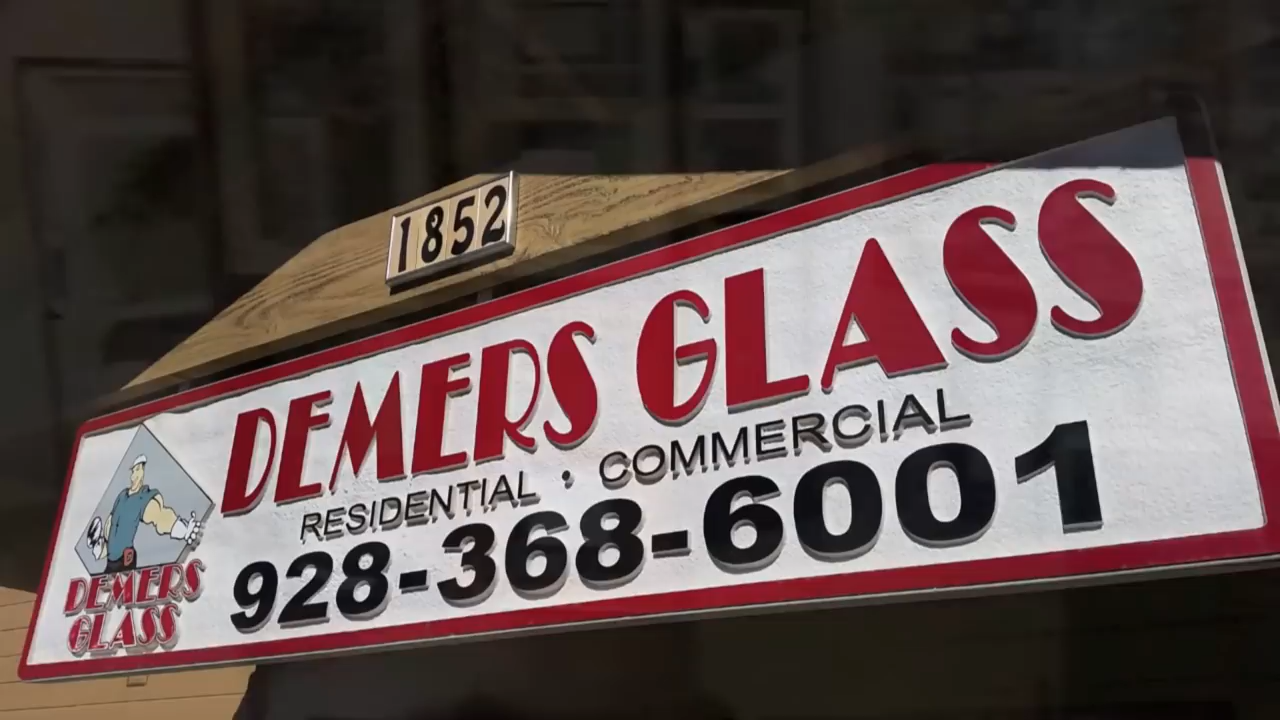 1852
DEMERS GLASS
RESIDENTIAL · COMMERCIAL
928-368-6001
DEMERS
GLASS